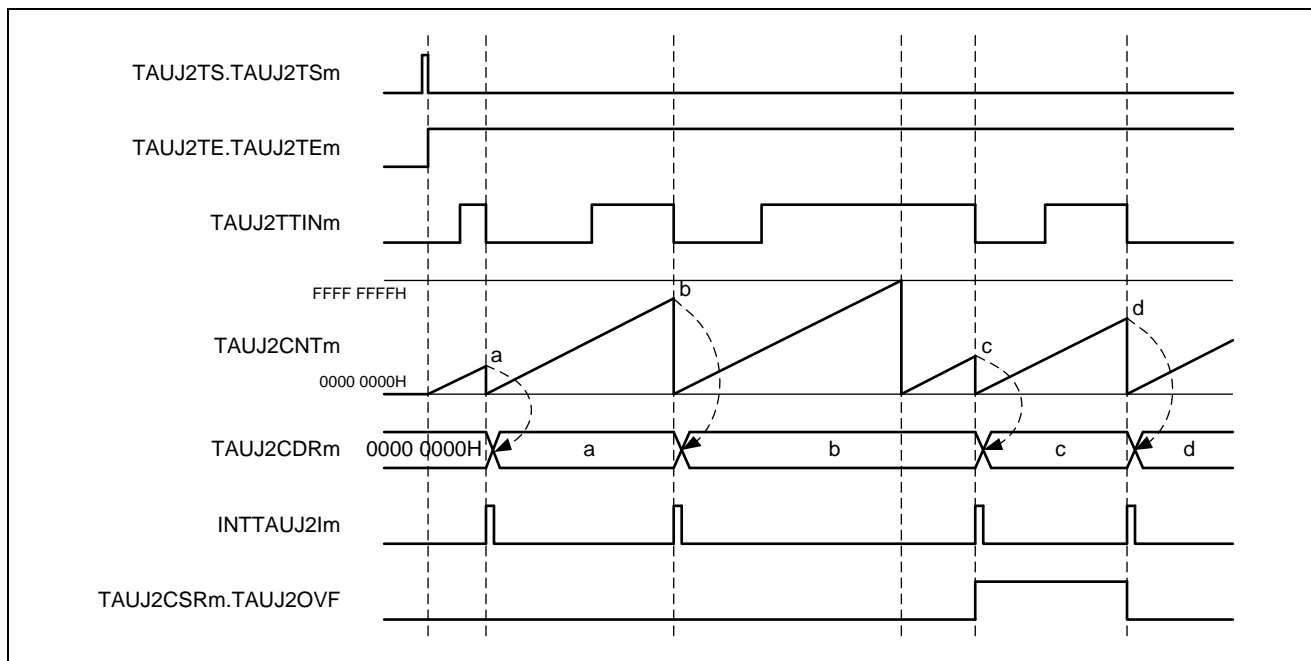 TAUJ2TS.TAUJ2TSm
TAUJ2TE.TAUJ2TEm
TAUJ2TTINm
FFFF FFFFH
b
d
TAUJ2CNTm
a
c
0000 0000H
TAUJ2CDRm
0000 0000H
a
b
c
d
INTTAUJ2Im
TAUJ2CSRm.TAUJ2OVF